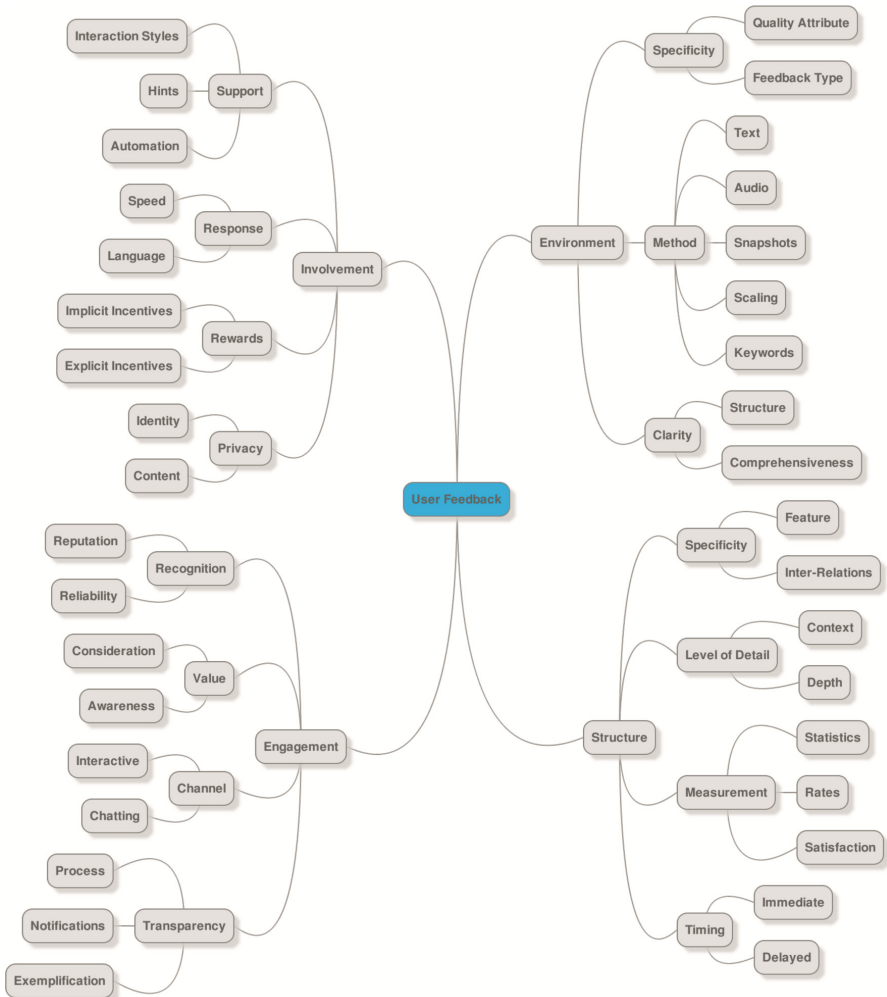 User Feedback
Involvement
Support
Interaction Styles
Hints
Automation
Response
Speed
Language
Rewards
Implicit Incentives
Explicit Incentives
Privacy
Identity
Content
Engagement
Recognition
Reputation
Reliability
Value
Consideration
Awareness
Channel
Interactive
Chatting
Transparency
Process
Notifications
Exemplification
Environment
Specificity
Quality Attribute
Feedback Type
Method
Text
Audio
Snapshots
Scaling
Keywords
Clarity
Structure
Comprehensiveness
Structure
Specificity
Feature
Inter-Relations
Level of Detail
Context
Depth
Measurement
Statistics
Rates
Satisfaction
Timing
Immediate
Delayed